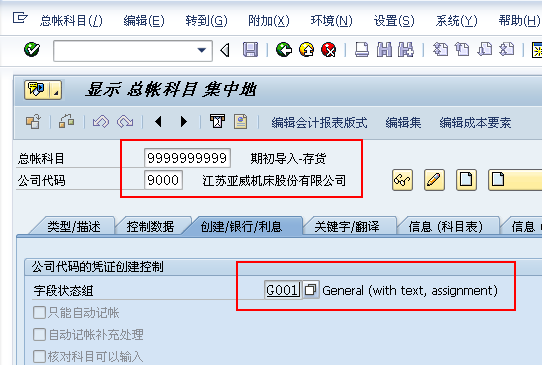 总帐科目(L) 编辑(E) 转到(G) 附加(X) 环境(N) 设置(S) 系统(Y) 帮助(H)
显示 总帐科目 集中地
编辑会计报表版式 编辑集 编辑成本要素
总帐科目 9999999999 期初导入-存货
公司代码 9000 江苏亚威机床股份有限公司
类型/描述 控制数据 创建/银行/利息 关键字/翻译 信息 (科目表) 信息
公司代码的凭证创建控制
字段状态组 G001 General (with text, assignment)
只能自动记帐
自动记帐补充处理
核对科目可以输入